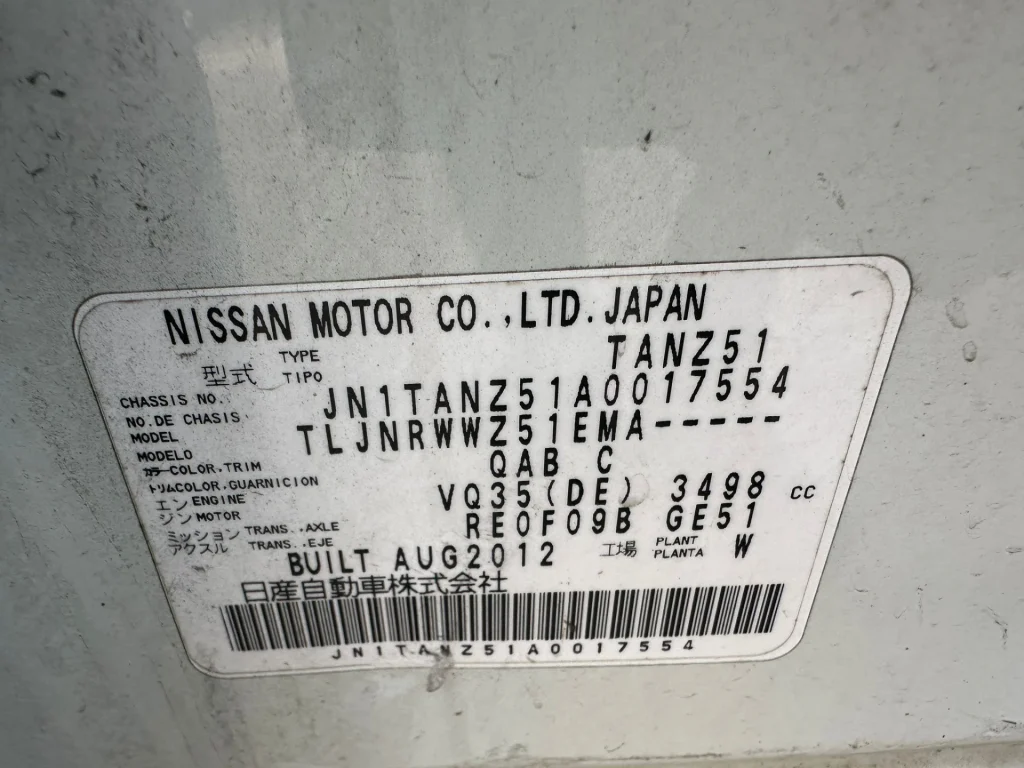 NISSAN MOTOR CO.,LTD. JAPAN
型式 TYPE TIPO TANZ51
CHASSIS NO. NO.DE CHASIS JN1TANZ51A0017554
MODEL MODELO TLJNRWWZ51EMA-----
カラー COLOR,TRIM トリム COLOR,GUARNICION QAB C
エンジン ENGINE MOTOR VQ35(DE) 3498 CC
ミッション アクスル TRANS.,AXLE TRANS.,EJE RE0F09B GE51
BUILT AUG2012 工場 PLANT PLANTA W
日産自動車株式会社
JN1TANZ51A0017554